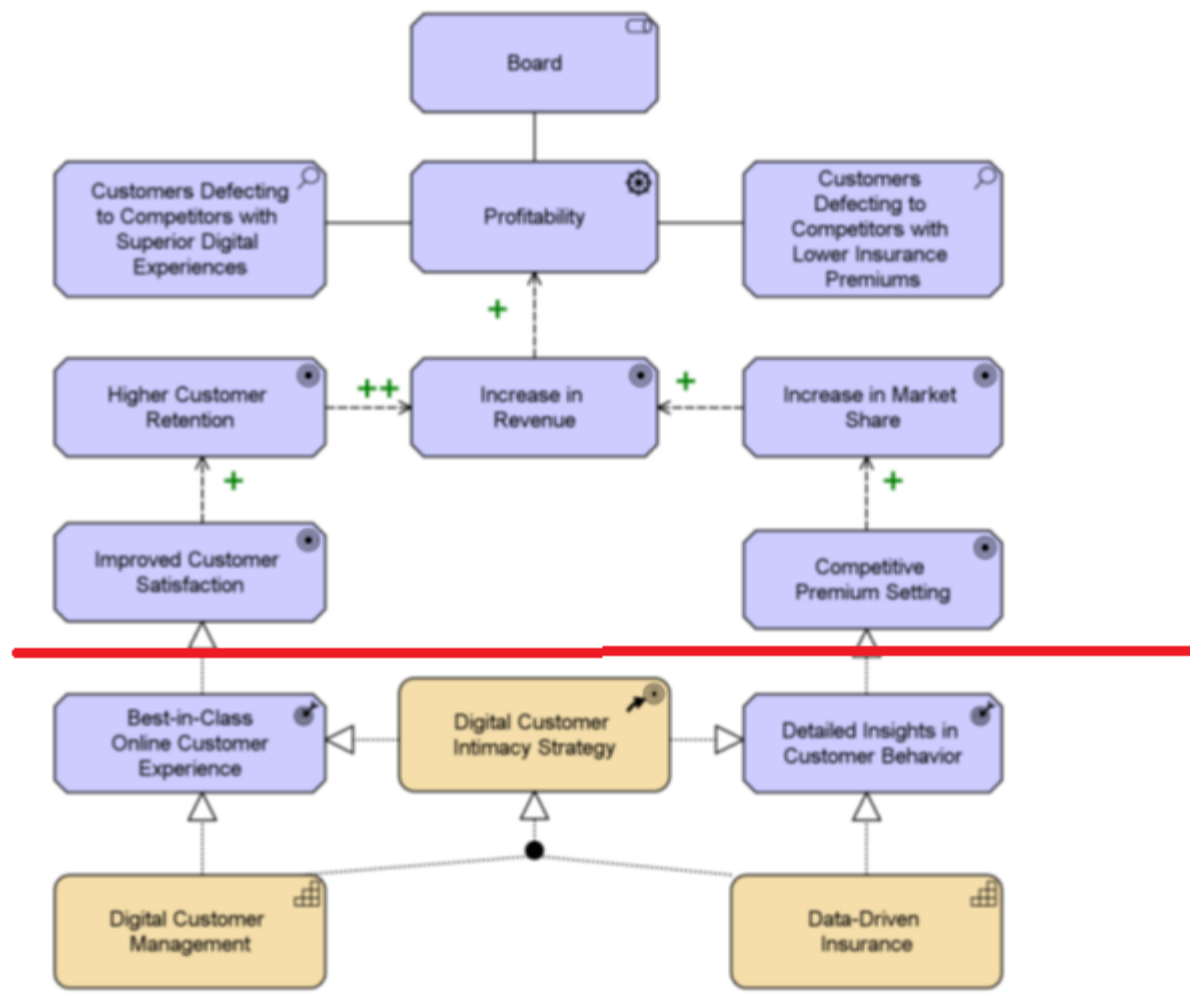 Board
Customers Defecting
to Competitors with
Superior Digital
Experiences
Profitability
Customers
Defecting to
Competitors with
Lower Insurance
Premiums
+
Higher Customer
Retention
++
Increase in
Revenue
+
Increase in Market
Share
+
+
Improved Customer
Satisfaction
Competitive
Premium Setting
Best-in-Class
Online Customer
Experience
Digital Customer
Intimacy Strategy
Detailed Insights in
Customer Behavior
Digital Customer
Management
Data-Driven
Insurance